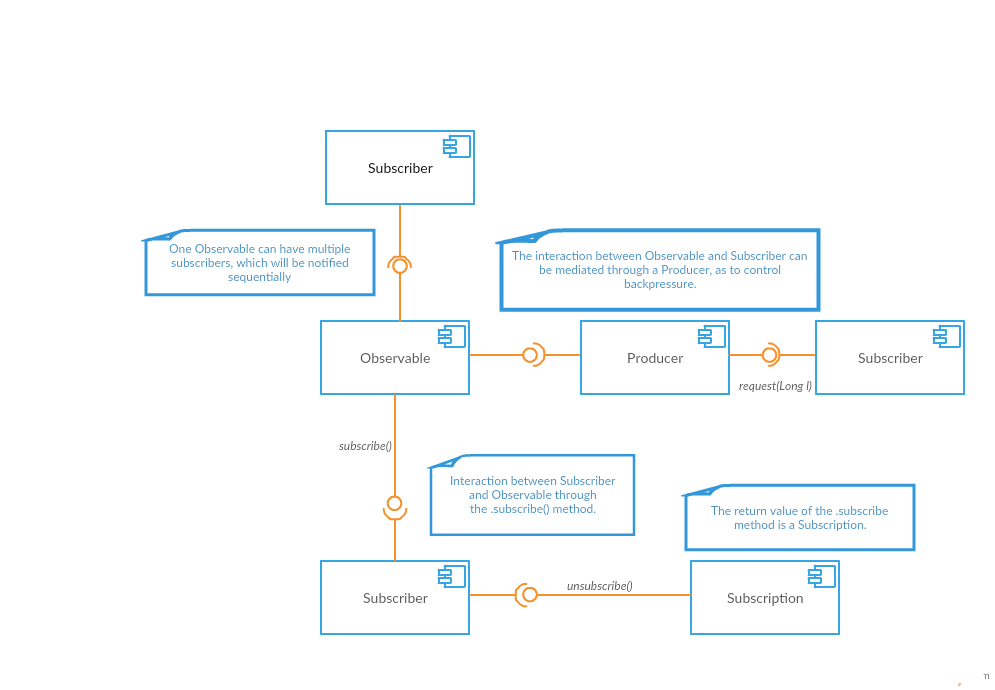 Subscriber
One Observable can have multiple
subscribers, which will be notified
sequentially
The interaction between Observable and Subscriber can
be mediated through a Producer, as to control
backpressure.
Observable
Producer
Subscriber
request(Long l)
subscribe()
Interaction between Subscriber
and Observable through
the .subscribe() method.
The return value of the .subscribe
method is a Subscription.
Subscriber
unsubscribe()
Subscription